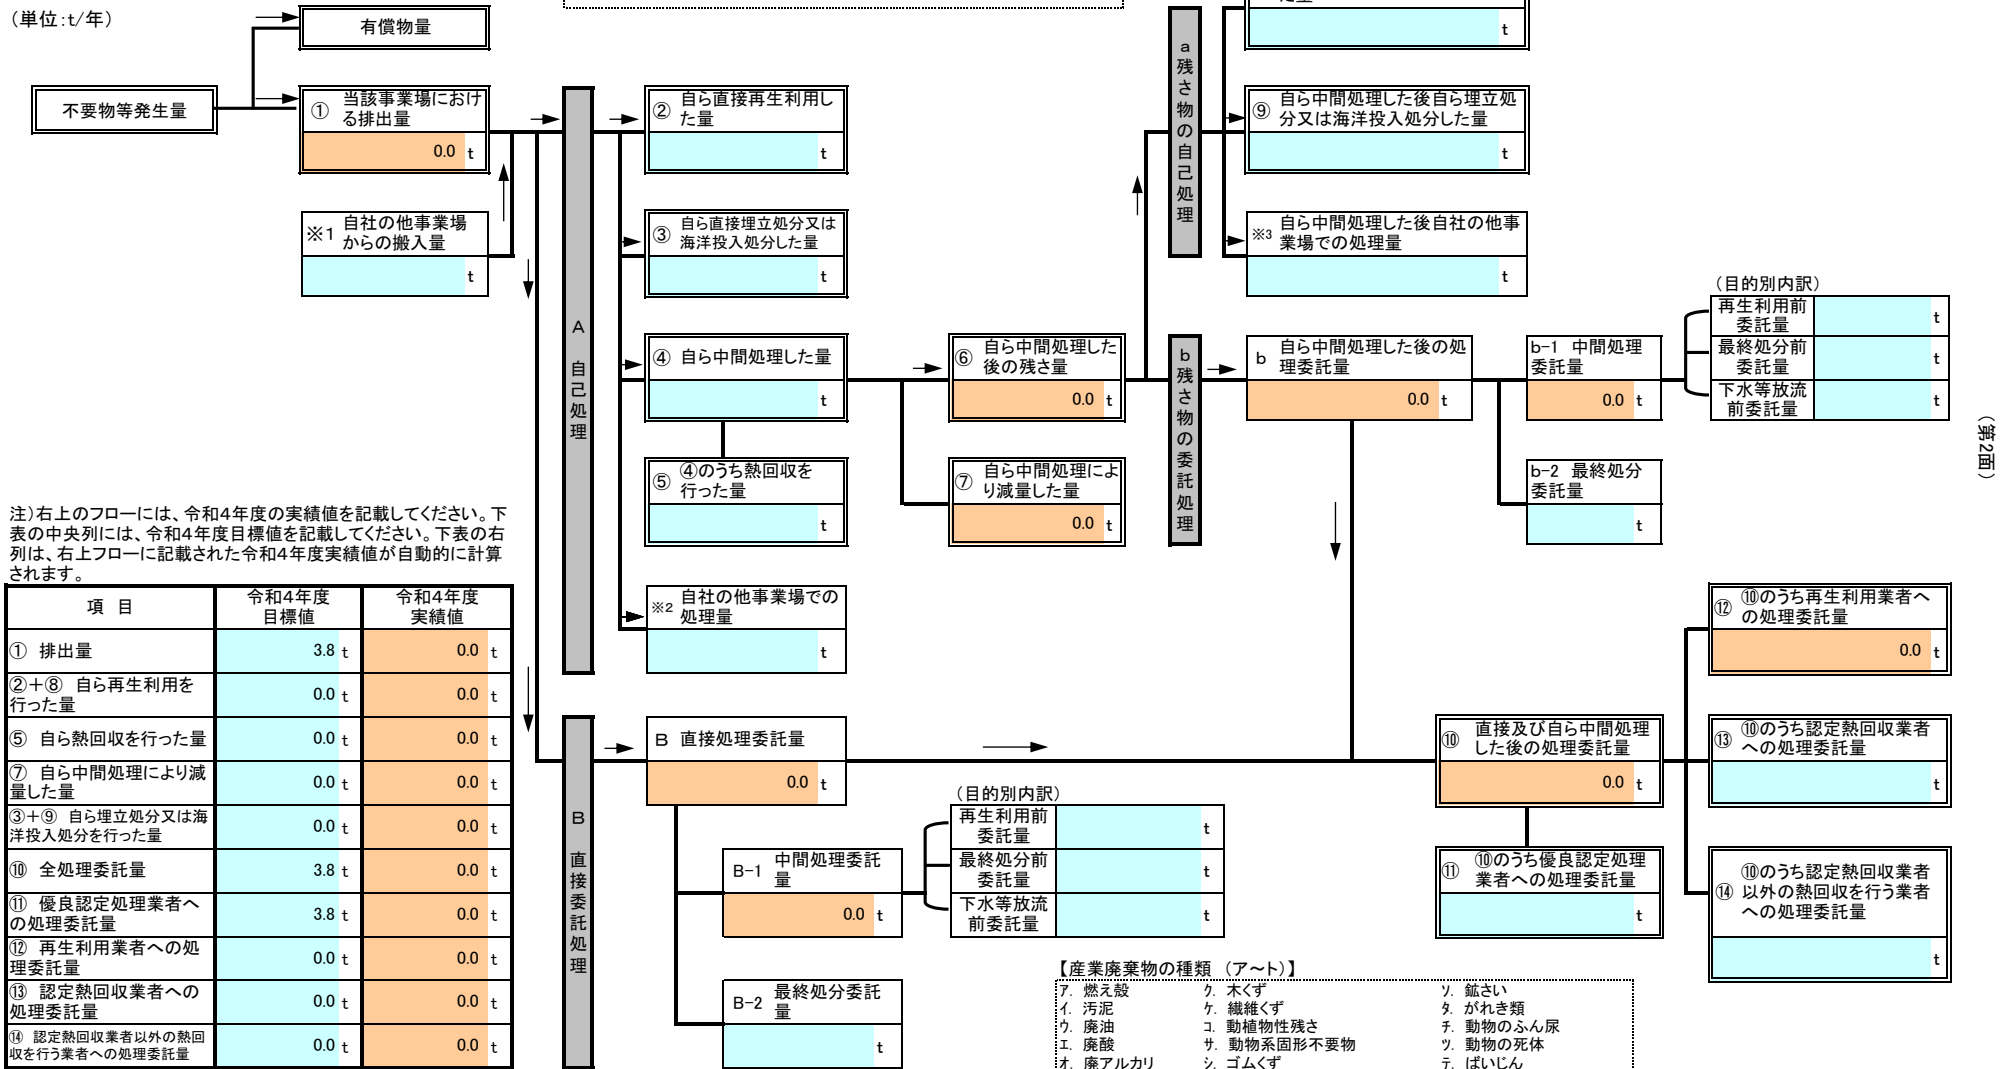 （単位：t/年）
有償物量
不要物等発生量
① 当該事業場におけ
る排出量
0.0 t
※1 自社の他事業場
からの搬入量
t
A 自己処理
② 自ら直接再生利用し
た量
t
③ 自ら直接埋立処分又は
海洋投入処分した量
t
④ 自ら中間処理した量
t
⑤ ④のうち熱回収を
行った量
t
※2 自社の他事業場での
処理量
t
⑥ 自ら中間処理した
後の残さ量
0.0 t
⑦ 自ら中間処理によ
り減量した量
0.0 t
a 残さ物の自己処理
t
⑨ 自ら中間処理した後自ら埋立処
分又は海洋投入処分した量
t
※3 自ら中間処理した後自社の他事
業場での処理量
t
b 残さ物の委託処理
b 自ら中間処理した後の処
理委託量
0.0 t
b-1 中間処理
委託量
0.0 t
b-2 最終処分
委託量
t
（目的別内訳）
再生利用前
委託量
t
最終処分前
委託量
t
下水等放流
前委託量
t
（第2面）
注）右上のフローには、令和４年度の実績値を記載してください。下
表の中央列には、令和４年度目標値を記載してください。下表の右
列は、右上フローに記載された令和４年度実績値が自動的に計算
されます。
項 目 令和４年度
目標値 令和４年度
実績値
① 排出量 3.8 t 0.0 t
②＋⑧ 自ら再生利用を
行った量 0.0 t 0.0 t
⑤ 自ら熱回収を行った量 0.0 t 0.0 t
⑦ 自ら中間処理により減
量した量 0.0 t 0.0 t
③＋⑨ 自ら埋立処分又は海
洋投入処分を行った量 0.0 t 0.0 t
⑩ 全処理委託量 3.8 t 0.0 t
⑪ 優良認定処理業者へ
の処理委託量 3.8 t 0.0 t
⑫ 再生利用業者への処
理委託量 0.0 t 0.0 t
⑬ 認定熱回収業者への
処理委託量 0.0 t 0.0 t
⑭ 認定熱回収業者以外の熱回
収を行う業者への処理委託量 0.0 t 0.0 t
B 直接委託処理
B 直接処理委託量
0.0 t
B-1 中間処理委託
量
0.0 t
B-2 最終処分委託
量
t
（目的別内訳）
再生利用前
委託量
t
最終処分前
委託量
t
下水等放流
前委託量
t
⑩ 直接及び自ら中間処理
した後の処理委託量
0.0 t
⑪ ⑩のうち優良認定処理
業者への処理委託量
t
⑫ ⑩のうち再生利用業者へ
の処理委託量
0.0 t
⑬ ⑩のうち認定熱回収業者
への処理委託量
t
⑭ ⑩のうち認定熱回収業者
以外の熱回収を行う業者
への処理委託量
t
【産業廃棄物の種類 （ア～ト）】
ｱ. 燃え殻 ｸ. 木くず ｿ. 鉱さい
ｲ. 汚泥 ｹ. 繊維くず ﾀ. がれき類
ｳ. 廃油 ｺ. 動植物性残さ ﾁ. 動物のふん尿
ｴ. 廃酸 ｻ. 動物系固形不要物 ﾂ. 動物の死体
ｵ. 廃アルカリ ｼ. ゴムくず ﾃ. ばいじん